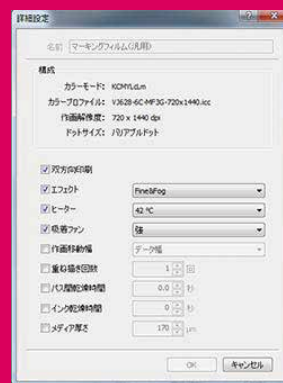 詳細設定
名前 マーキングフィルム(汎用)
構成
カラーモード: KCMYLcLm
カラープロファイル: VJ628-6C-MF3G-720x1440.icc
作画解像度: 720 x 1440 dpi
ドットサイズ: バリアブルドット
双方向印刷
エフェクト Fine&Fog
ヒーター 42 ℃
吸着ファン 強
作画移動幅 データ幅
重ね描き回数 1 回
パス間乾燥時間 0.0 秒
インク乾燥時間 0 秒
メディア厚さ 170 μm
OK キャンセル